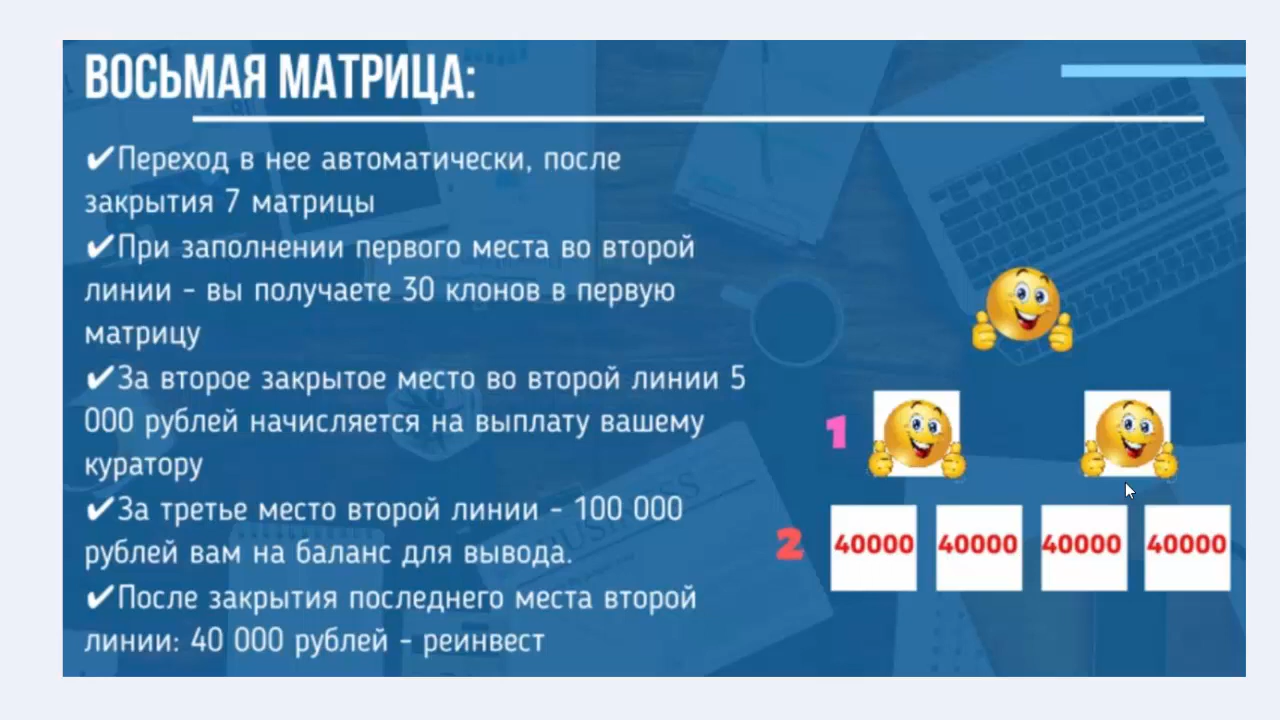 ВОСЬМАЯ МАТРИЦА:
✔Переход в нее автоматически, после
закрытия 7 матрицы
✔При заполнении первого места во второй
линии - вы получаете 30 клонов в первую
матрицу
✔За второе закрытое место во второй линии 5
000 рублей начисляется на выплату вашему
куратору
✔За третье место второй линии - 100 000
рублей вам на баланс для вывода.
✔После закрытия последнего места второй
линии: 40 000 рублей - реинвест
1
2
40000 40000 40000 40000